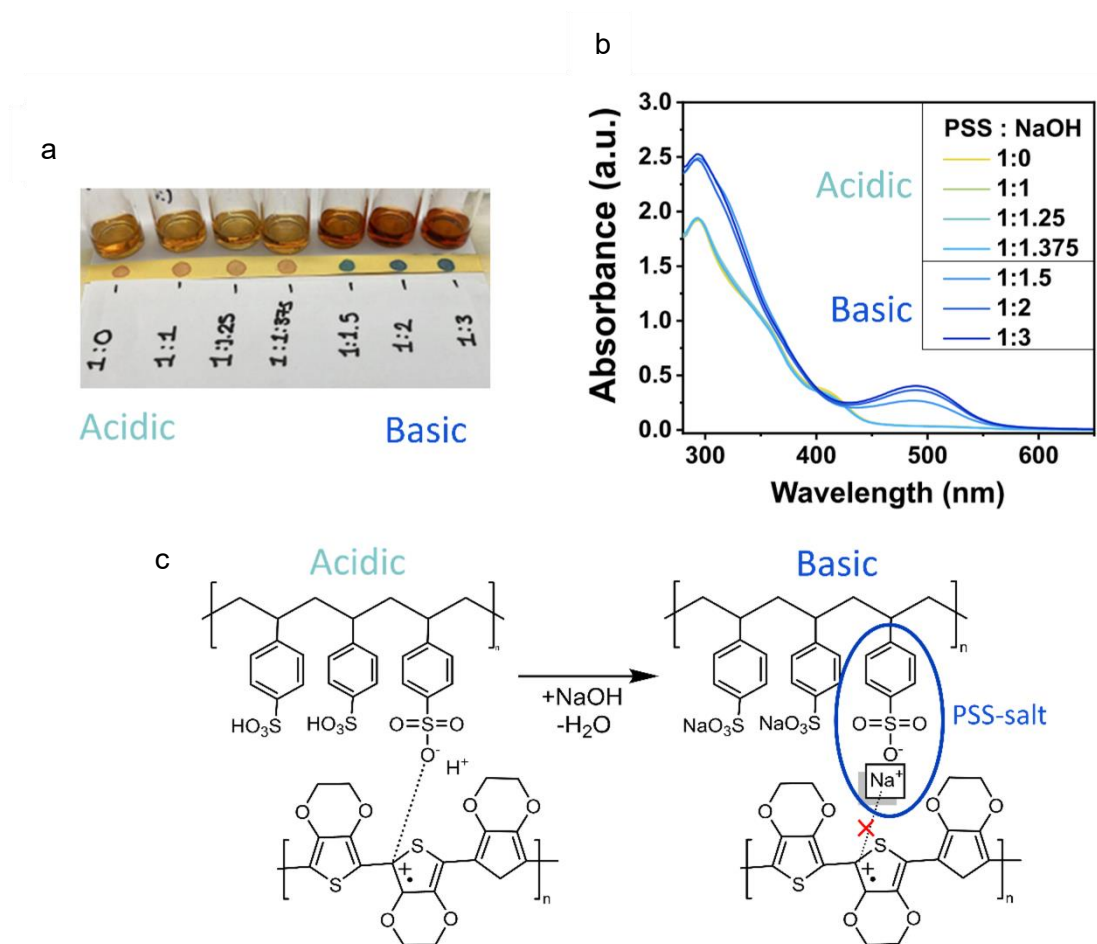 b
a
1:0
1:1
1:1.25
1:1:375
1:1.5
1:2
1:3
Acidic
Basic
Absorbance (a.u.)
3.0
2.5
2.0
1.5
1.0
0.5
0.0
300
400
500
600
Wavelength (nm)
Acidic
Basic
PSS : NaOH
1:0
1:1
1:1.25
1:1.375
1:1.5
1:2
1:3
c
Acidic
n
HO₃S
HO₃S
O=S=O
O⁻
H⁺
O
O
O
O
S
S
+
•
O
O
n
+NaOH
-H₂O
Basic
n
NaO₃S
NaO₃S
O=S=O
O⁻
Na⁺
PSS-salt
O
O
O
O
S
S
+
•
O
O
n